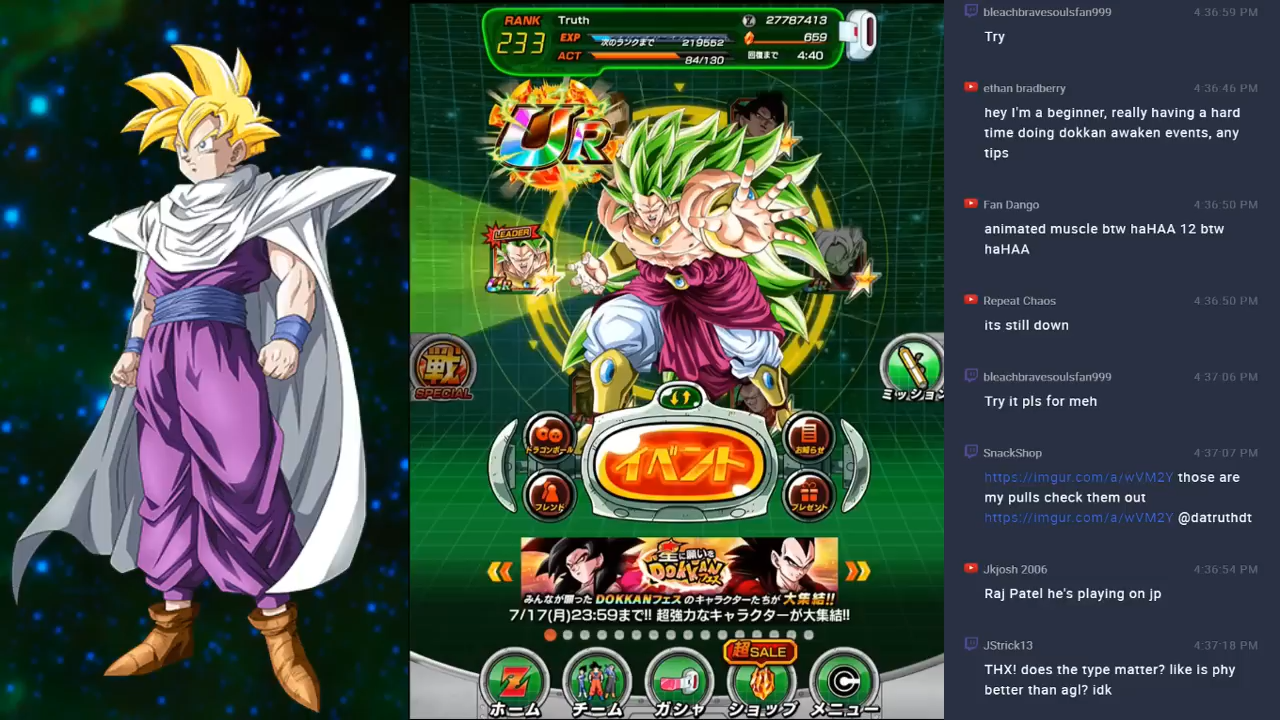 RANK
233
Truth
27787413
EXP
次のランクまで
219552
659
ACT
84/130
回復まで
4:40
UR
LEADER
UR
戦
SPECIAL
ミッション
ドラゴンボール
お知らせ
イベント
フレンド
プレゼント
星に願いを
DOKKAN
フェス
みんなが願ったDOKKANフェスのキャラクターたちが大集結!!
7/17(月)23:59まで!! 超強力なキャラクターが大集結!!
超SALE
ホーム
チーム
ガシャ
ショップ
メニュー
bleachbravesoulsfan999
4:36:59 PM
Try
ethan bradberry
4:36:46 PM
hey I'm a beginner, really having a hard
time doing dokkan awaken events, any
tips
Fan Dango
4:36:50 PM
animated muscle btw haHAA 12 btw
haHAA
Repeat Chaos
4:36:50 PM
its still down
bleachbravesoulsfan999
4:37:06 PM
Try it pls for meh
SnackShop
4:37:07 PM
https://imgur.com/a/wVM2Y those are
my pulls check them out
https://imgur.com/a/wVM2Y @datruthdt
Jkjosh 2006
4:36:54 PM
Raj Patel he's playing on jp
JStrick13
4:37:18 PM
THX! does the type matter? like is phy
better than agl? idk